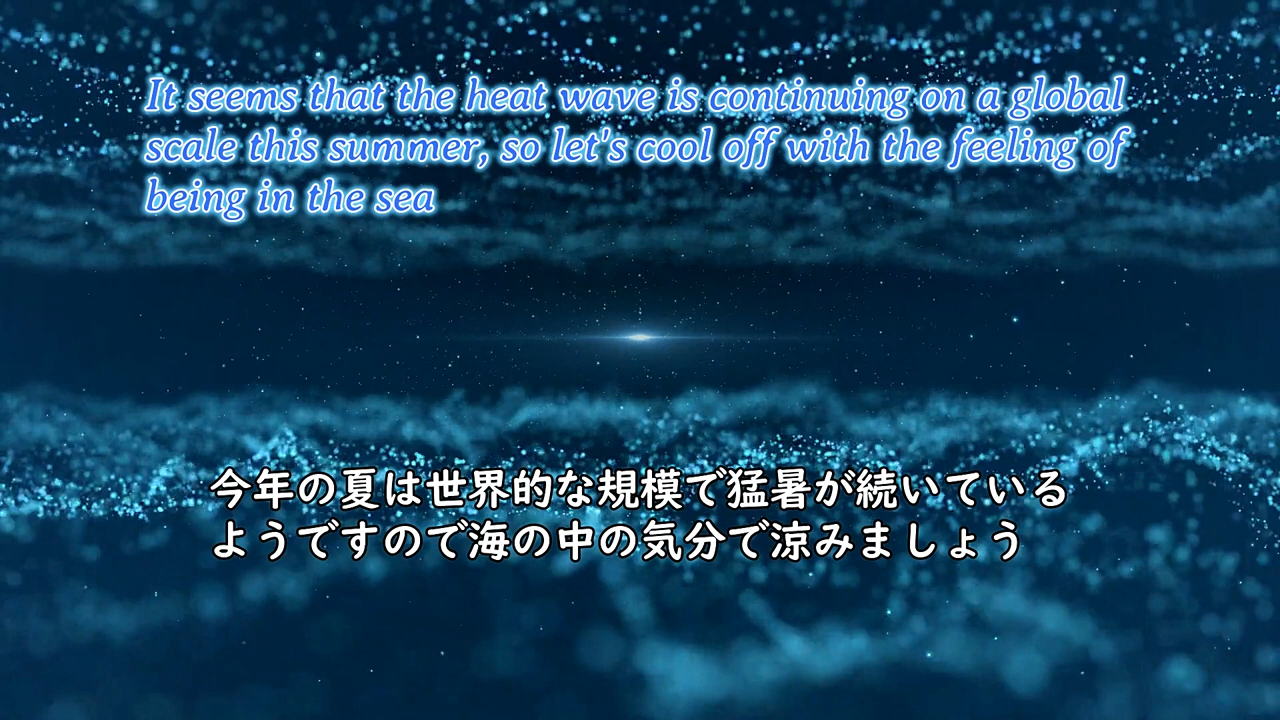 It seems that the heat wave is continuing on a global
scale this summer, so let's cool off with the feeling of
being in the sea
今年の夏は世界的な規模で猛暑が続いている
ようですので海の中の気分で涼みましょう